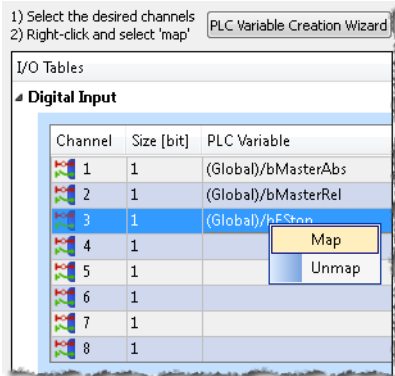 1) Select the desired channels
2) Right-click and select 'map'
PLC Variable Creation Wizard
I/O Tables
Digital Input
Channel Size [bit] PLC Variable
1 1 (Global)/bMasterAbs
2 1 (Global)/bMasterRel
3 1 (Global)/bEStop
4 1
5 1
6 1
7 1
8 1
Map
Unmap